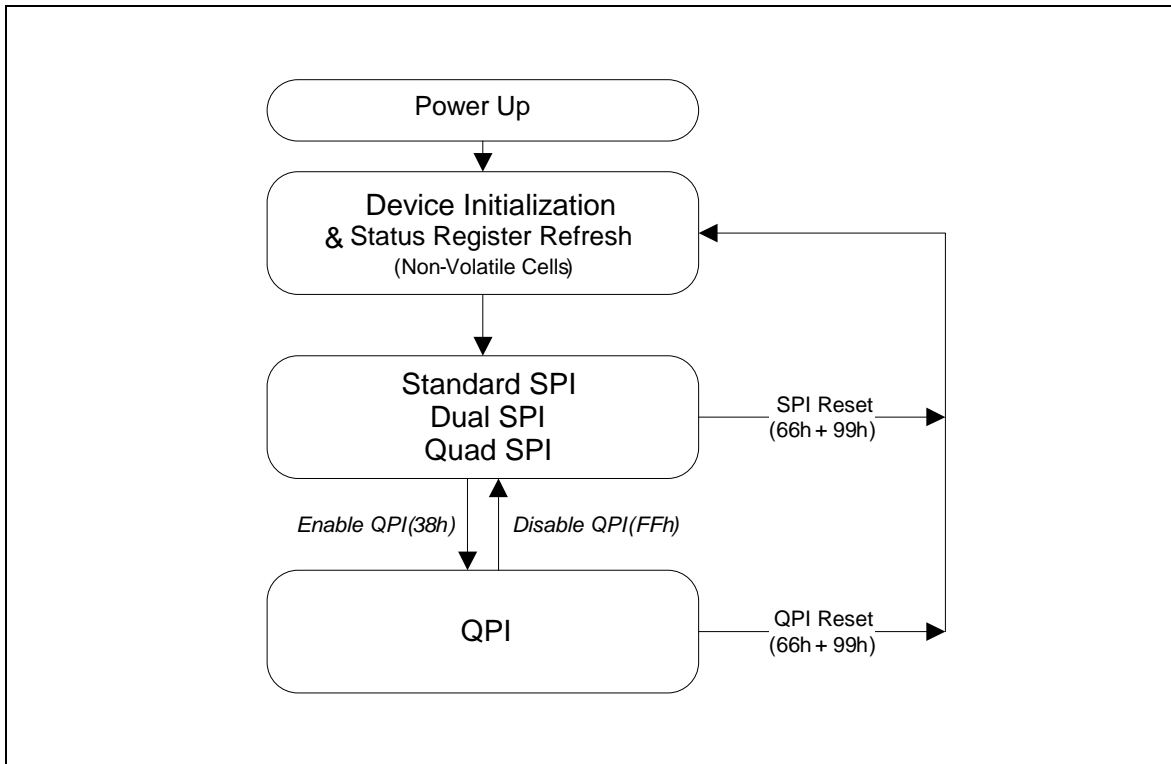 Power Up
Device Initialization
& Status Register Refresh
(Non-Volatile Cells)
Standard SPI
Dual SPI
Quad SPI
SPI Reset
(66h + 99h)
Enable QPI(38h)
Disable QPI(FFh)
QPI
QPI Reset
(66h + 99h)